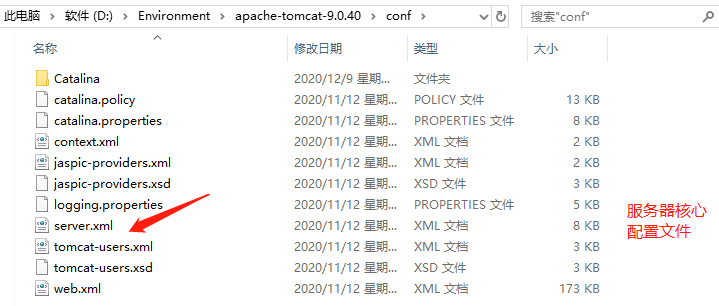 此电脑 › 软件 (D:) › Environment › apache-tomcat-9.0.40 › conf › 搜索"conf"
名称 修改日期 类型 大小
Catalina 2020/12/9 星期... 文件夹
catalina.policy 2020/11/12 星期... POLICY 文件 13 KB
catalina.properties 2020/11/12 星期... PROPERTIES 文件 8 KB
context.xml 2020/11/12 星期... XML 文档 2 KB
jaspic-providers.xml 2020/11/12 星期... XML 文档 2 KB
jaspic-providers.xsd 2020/11/12 星期... XSD 文件 3 KB
logging.properties 2020/11/12 星期... PROPERTIES 文件 5 KB
server.xml 2020/11/12 星期... XML 文档 8 KB
tomcat-users.xml 2020/11/12 星期... XML 文档 3 KB
tomcat-users.xsd 2020/11/12 星期... XSD 文件 3 KB
web.xml 2020/11/12 星期... XML 文档 173 KB
服务器核心
配置文件